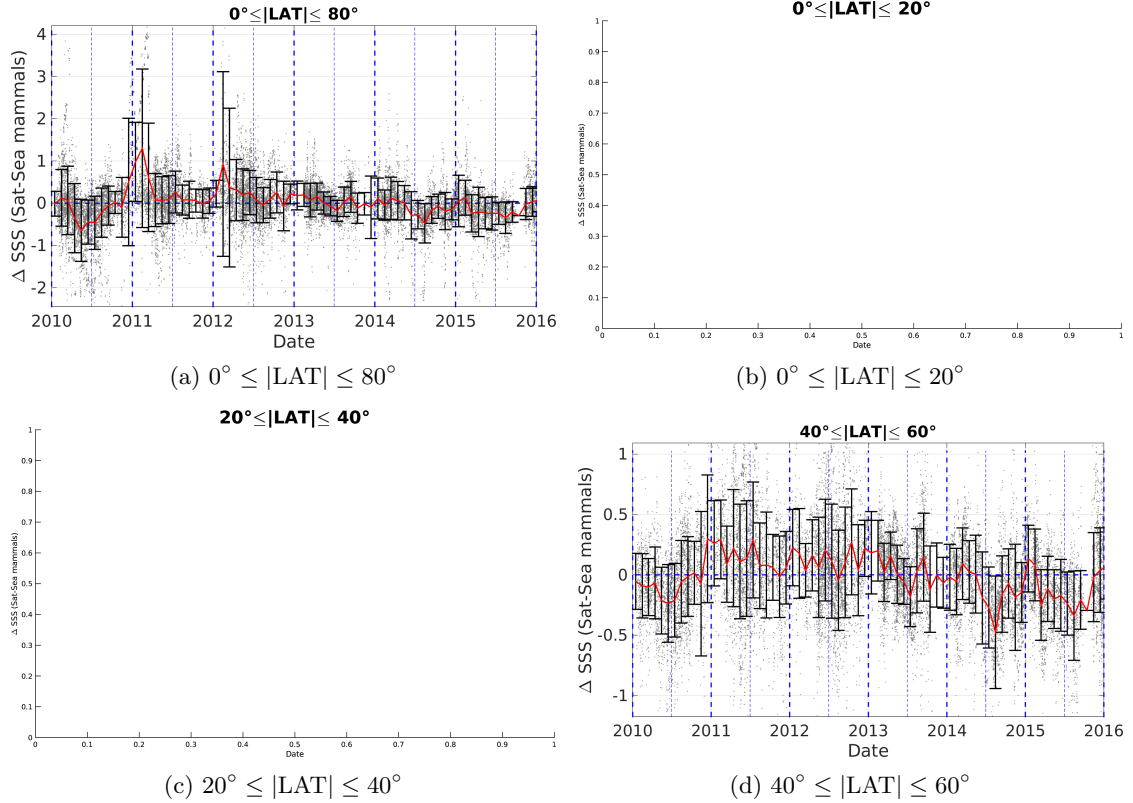 0°≤|LAT|≤ 80°
4
3
2
1
0
-1
-2
Δ SSS (Sat-Sea mammals)
2010 2011 2012 2013 2014 2015 2016
Date
(a) 0° ≤ |LAT| ≤ 80°
0°≤|LAT|≤ 20°
1
0.9
0.8
0.7
0.6
0.5
0.4
0.3
0.2
0.1
0
Δ SSS (Sat-Sea mammals)
0 0.1 0.2 0.3 0.4 0.5 0.6 0.7 0.8 0.9 1
Date
(b) 0° ≤ |LAT| ≤ 20°
20°≤|LAT|≤ 40°
1
0.9
0.8
0.7
0.6
0.5
0.4
0.3
0.2
0.1
0
Δ SSS (Sat-Sea mammals)
0 0.1 0.2 0.3 0.4 0.5 0.6 0.7 0.8 0.9 1
Date
(c) 20° ≤ |LAT| ≤ 40°
40°≤|LAT|≤ 60°
1
0.5
0
-0.5
-1
Δ SSS (Sat-Sea mammals)
2010 2011 2012 2013 2014 2015 2016
Date
(d) 40° ≤ |LAT| ≤ 60°